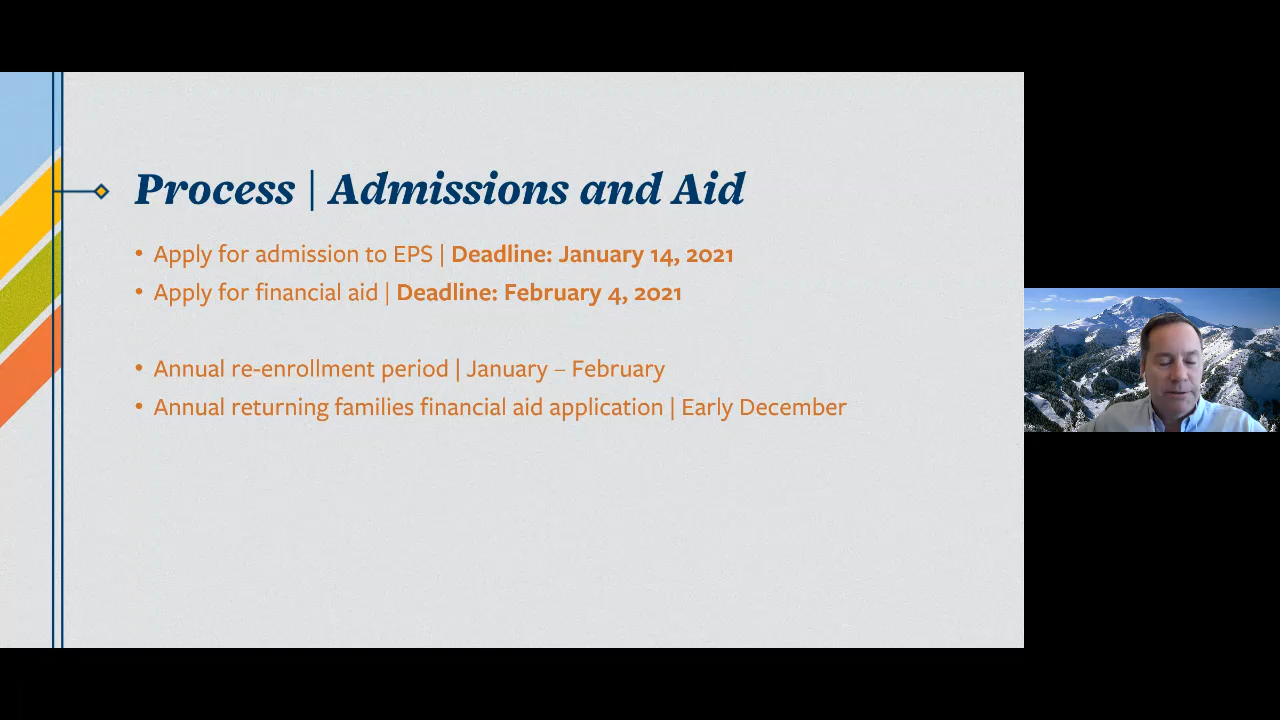 Process | Admissions and Aid
• Apply for admission to EPS | Deadline: January 14, 2021
• Apply for financial aid | Deadline: February 4, 2021
• Annual re-enrollment period | January – February
• Annual returning families financial aid application | Early December